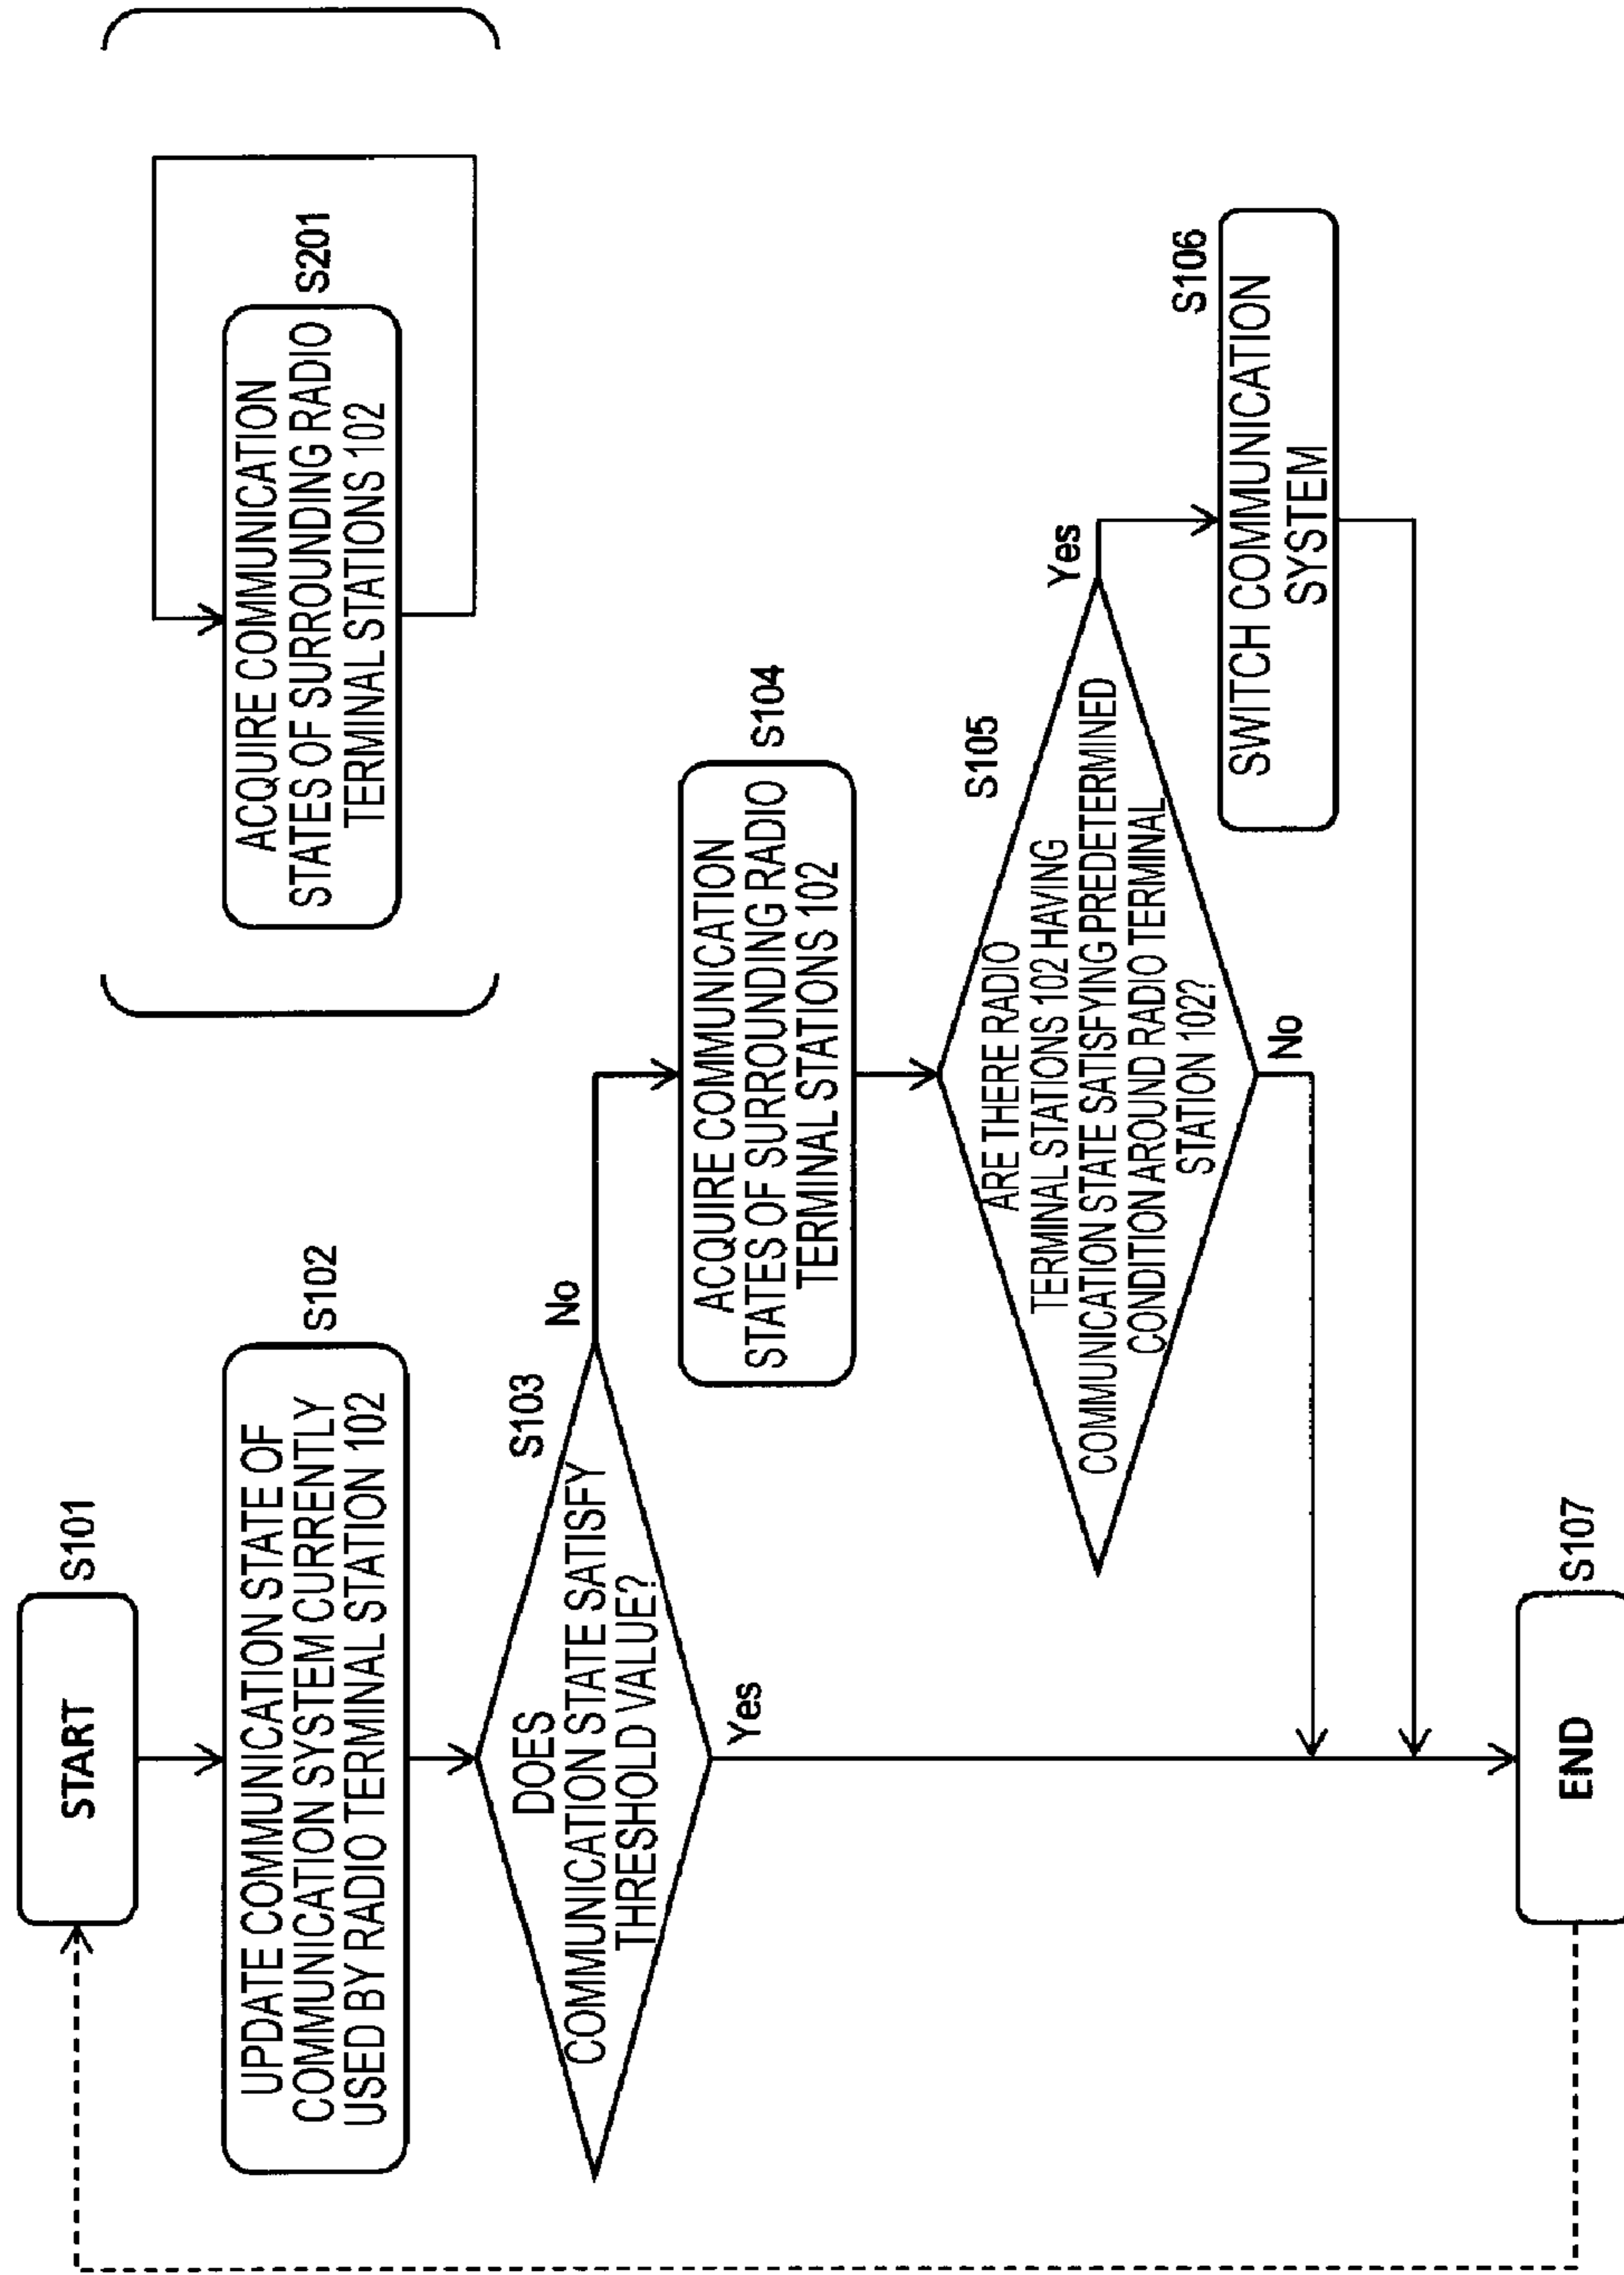 START
S101
UPDATE COMMUNICATION STATE OF
COMMUNICATION SYSTEM CURRENTLY
USED BY RADIO TERMINAL STATION 102
S102
DOES
COMMUNICATION STATE SATISFY
THRESHOLD VALUE?
S103
No
Yes
ACQUIRE COMMUNICATION
STATES OF SURROUNDING RADIO
TERMINAL STATIONS 102
S104
ARE THERE RADIO
TERMINAL STATIONS 102 HAVING
COMMUNICATION STATE SATISFYING PREDETERMINED
CONDITION AROUND RADIO TERMINAL
STATION 102?
S105
Yes
No
SWITCH COMMUNICATION
SYSTEM
S106
END
S107
ACQUIRE COMMUNICATION
STATES OF SURROUNDING RADIO
TERMINAL STATIONS 102
S201